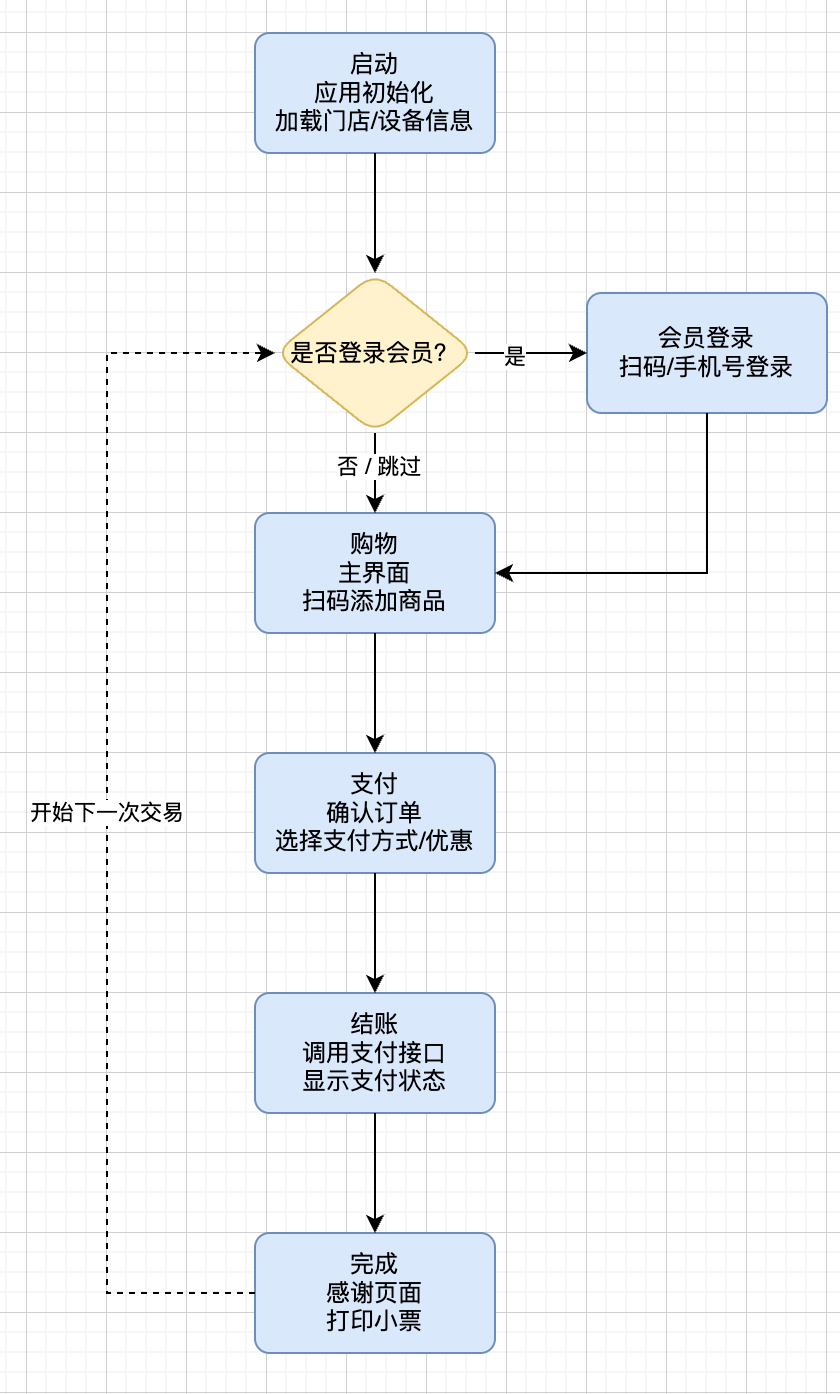 启动
应用初始化
加载门店/设备信息
是否登录会员？
是
会员登录
扫码/手机号登录
否 / 跳过
购物
主界面
扫码添加商品
支付
确认订单
选择支付方式/优惠
开始下一次交易
结账
调用支付接口
显示支付状态
完成
感谢页面
打印小票